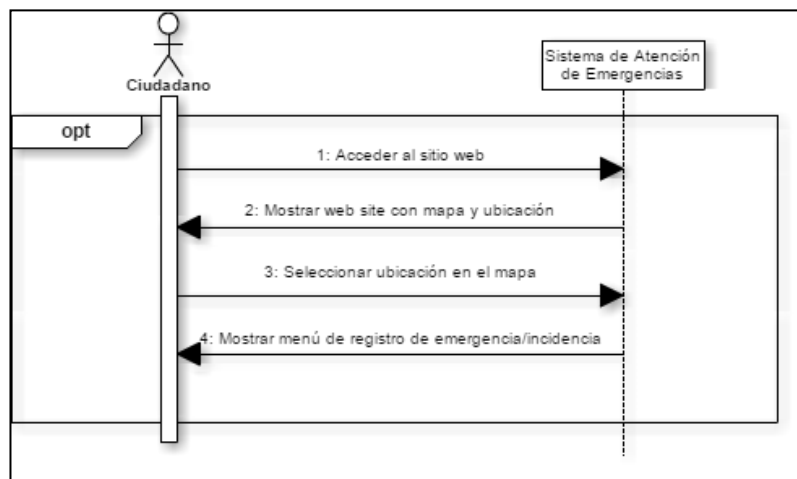 Ciudadano
Sistema de Atención
de Emergencias
opt
1: Acceder al sitio web
2: Mostrar web site con mapa y ubicación
3: Seleccionar ubicación en el mapa
4: Mostrar menú de registro de emergencia/incidencia